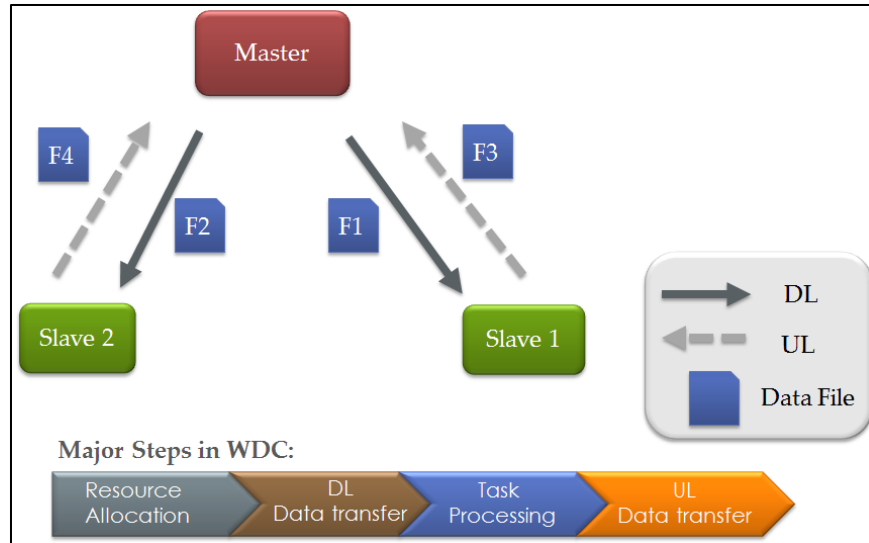 Master
F4
F3
F2
F1
Slave 2
Slave 1
DL
UL
Data File
Major Steps in WDC:
Resource
Allocation
DL
Data transfer
Task
Processing
UL
Data transfer